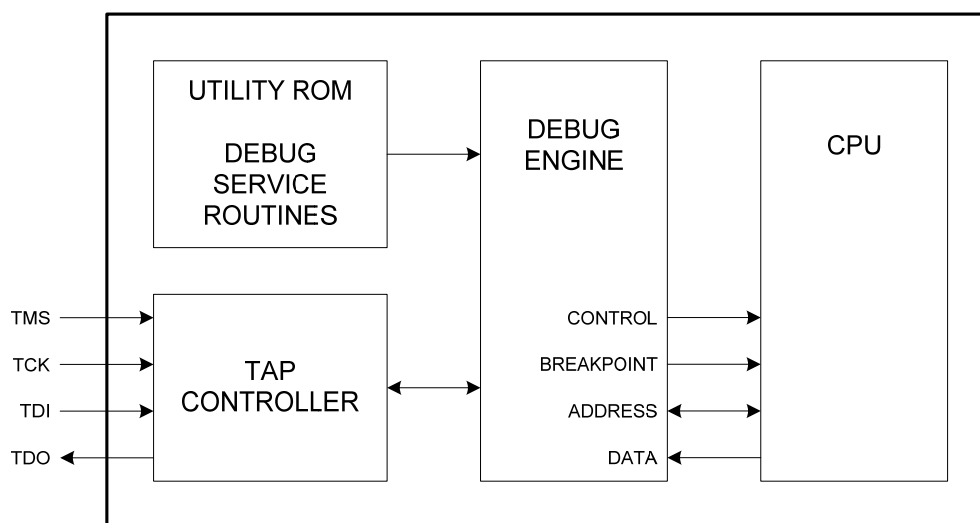 UTILITY ROM
DEBUG
SERVICE
ROUTINES
DEBUG
ENGINE
CPU
TMS
TCK
TDI
TDO
TAP
CONTROLLER
CONTROL
BREAKPOINT
ADDRESS
DATA